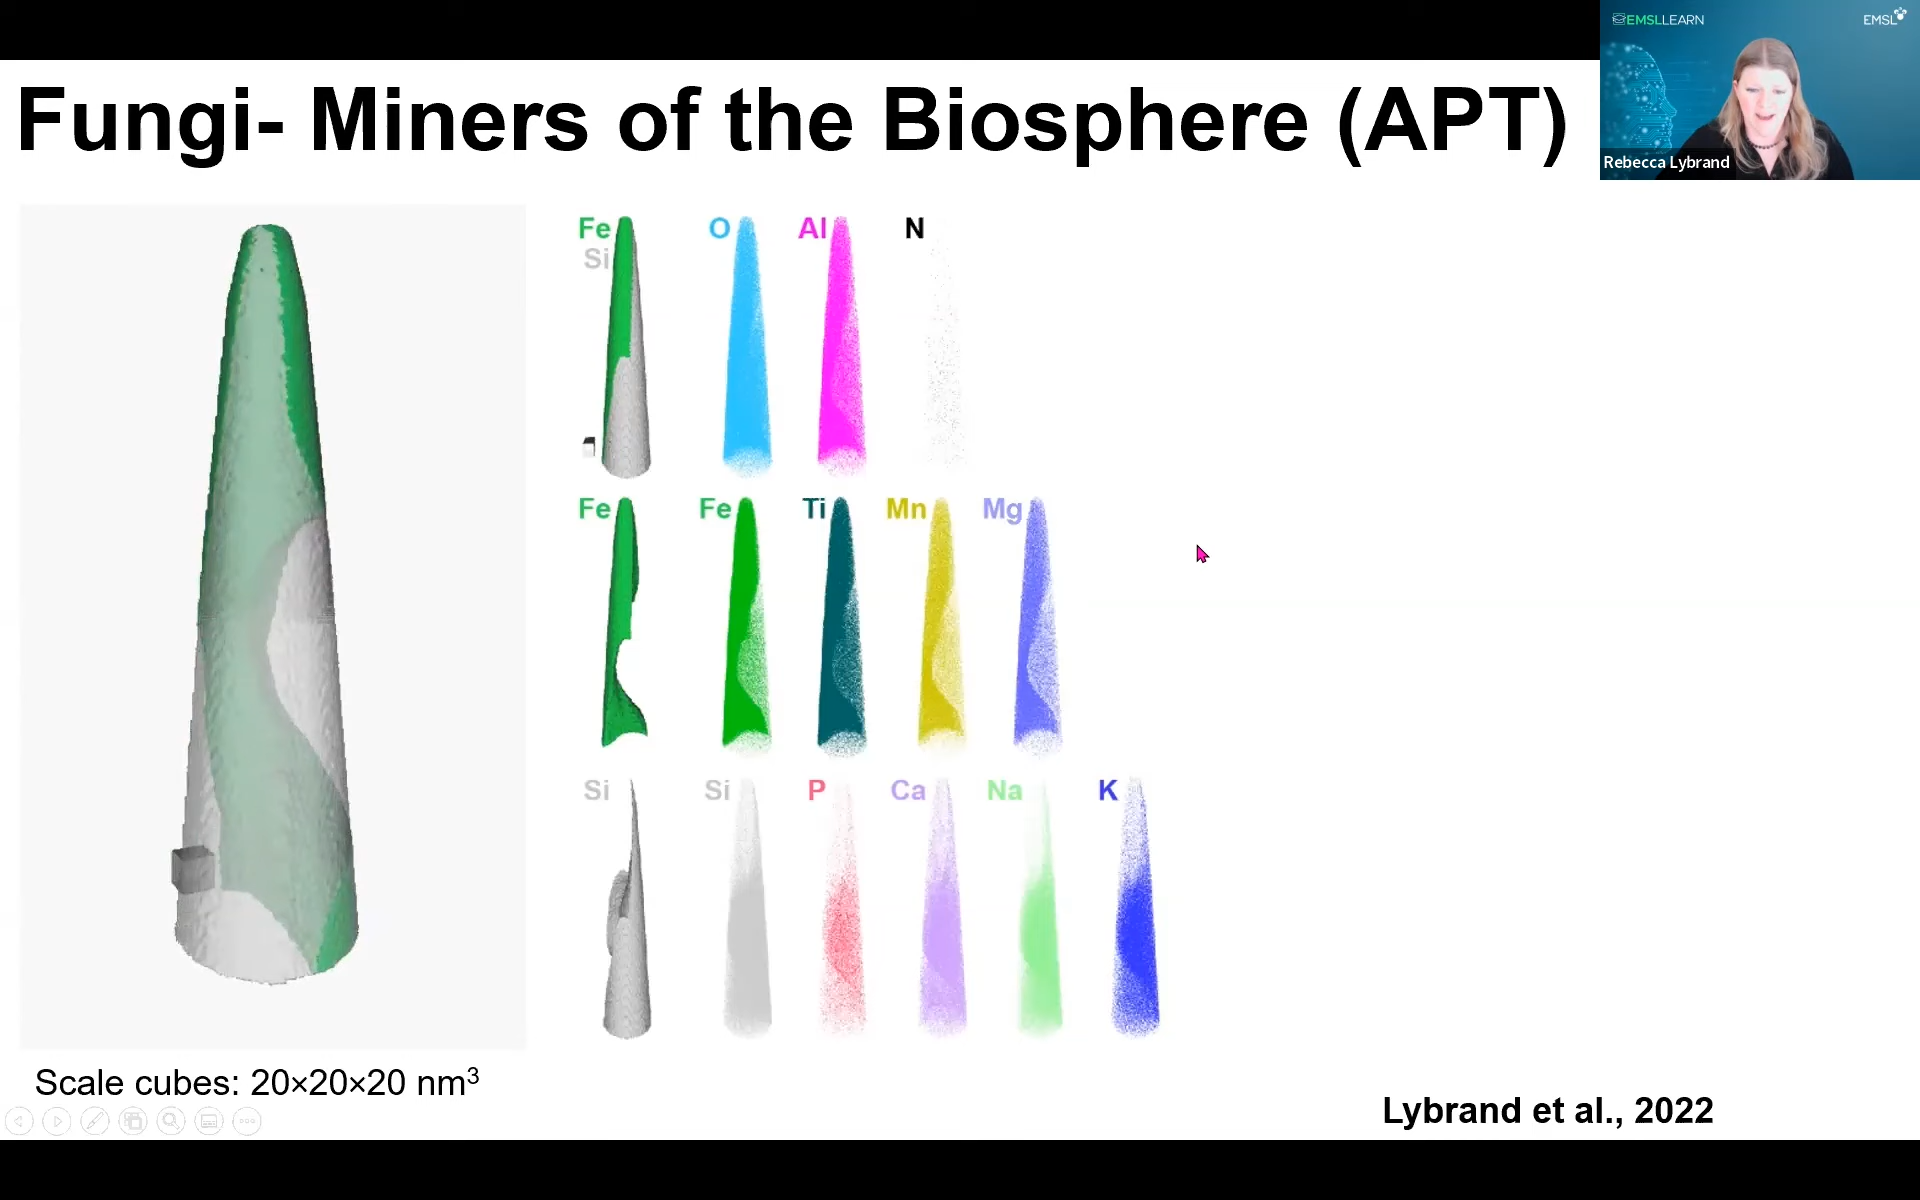 Fungi- Miners of the Biosphere (APT)
EMSLLEARN
EMSL
Rebecca Lybrand
Fe
Si
O
Al
N
Fe
Fe
Ti
Mn
Mg
Si
Si
P
Ca
Na
K
Scale cubes: 20×20×20 nm³
Lybrand et al., 2022